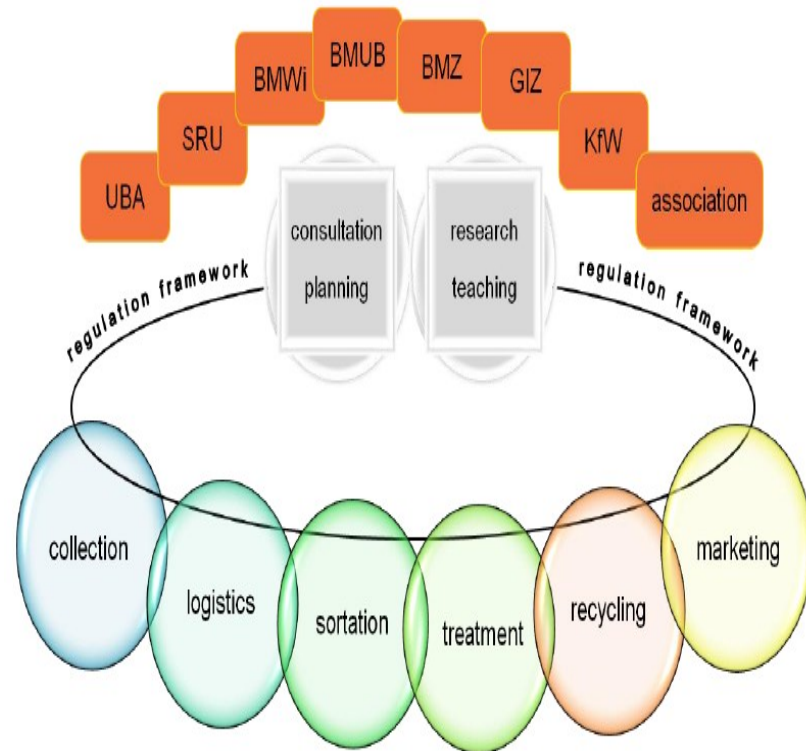 UBA
SRU
BMWi
BMUB
BMZ
GIZ
KfW
association
consultation
planning
research
teaching
regulation framework
regulation framework
collection
logistics
sortation
treatment
recycling
marketing